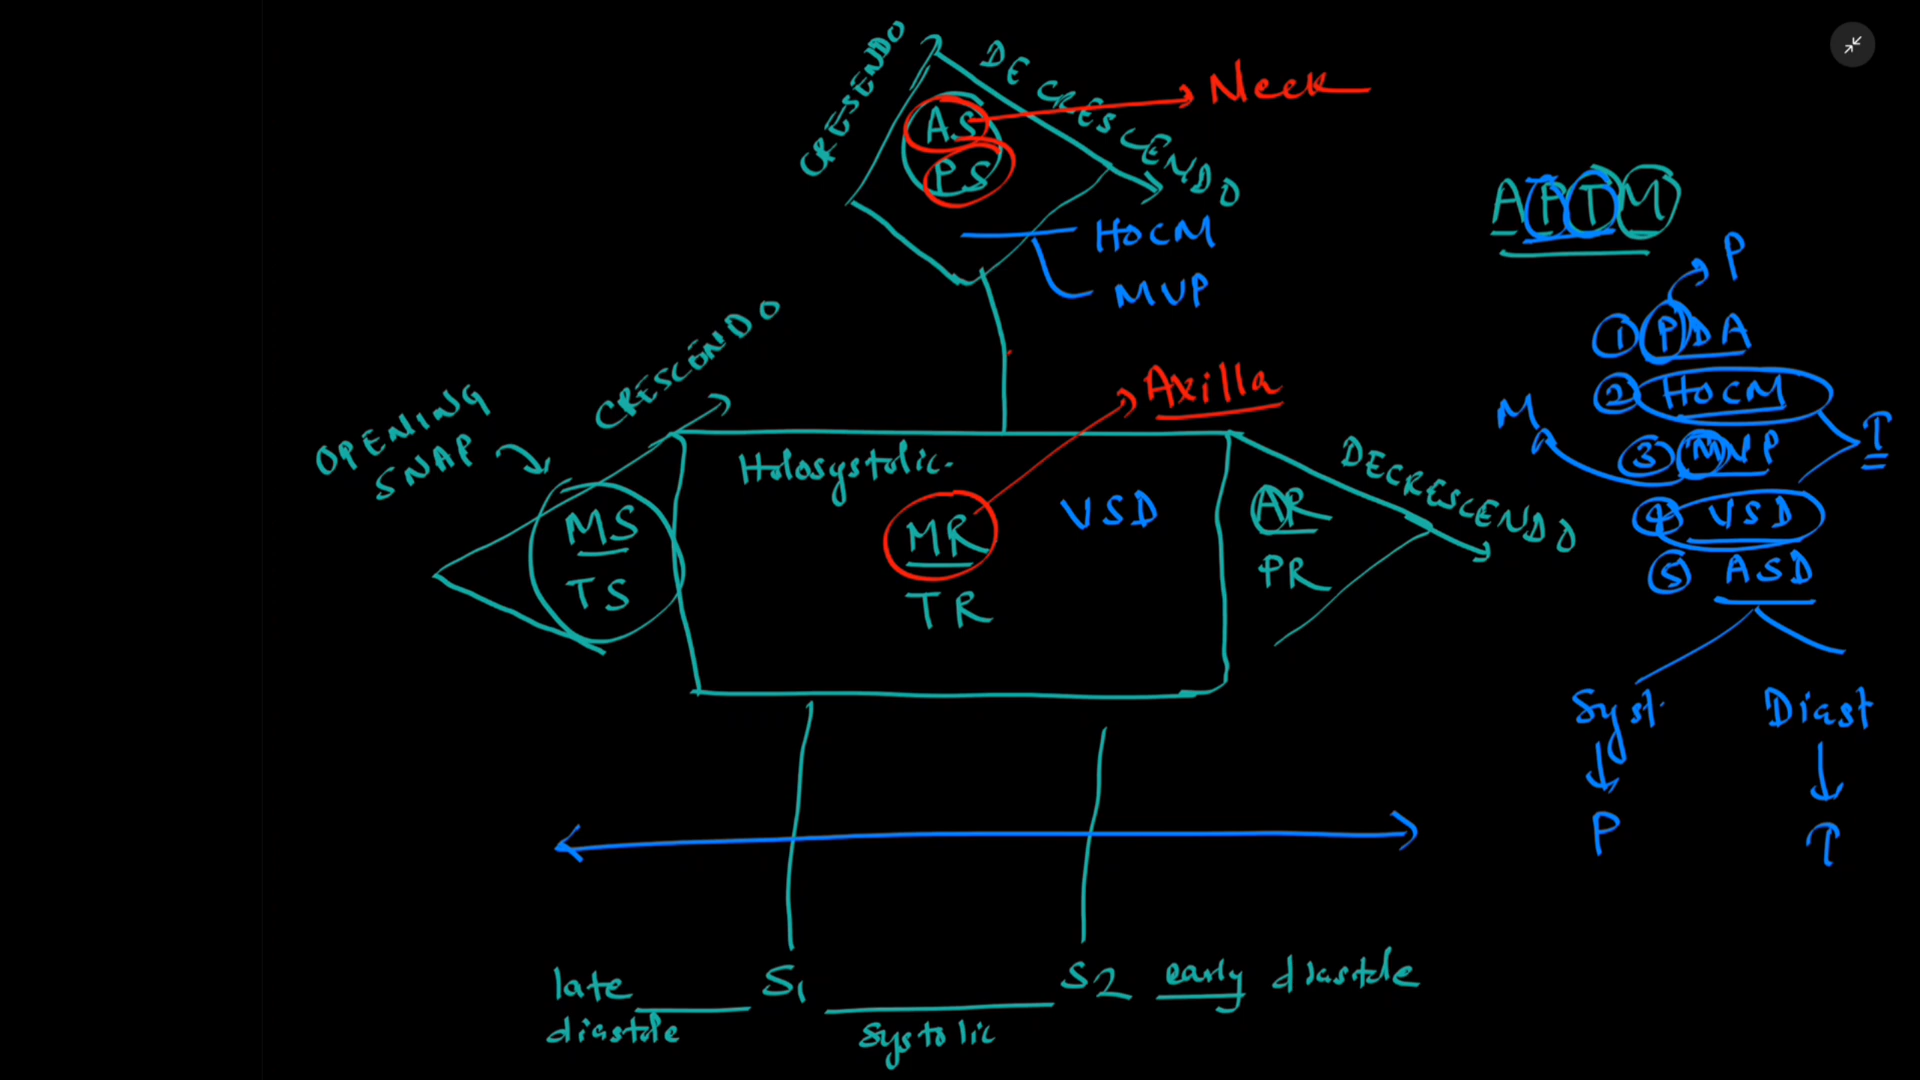 CRESENDO
DECRESCENDO
AS
PS
Neck
HOCM
MVP
APTM
P
① PDA
② HOCM
M
③ MVP
T
④ VSD
⑤ ASD
Syst.
Diast
P
T
OPENING
SNAP
CRESCENDO
Axilla
Holosystolic.
DECRESCENDO
MS
TS
MR
TR
VSD
AR
PR
late
diastole
S1
systolic
S2
early diastole